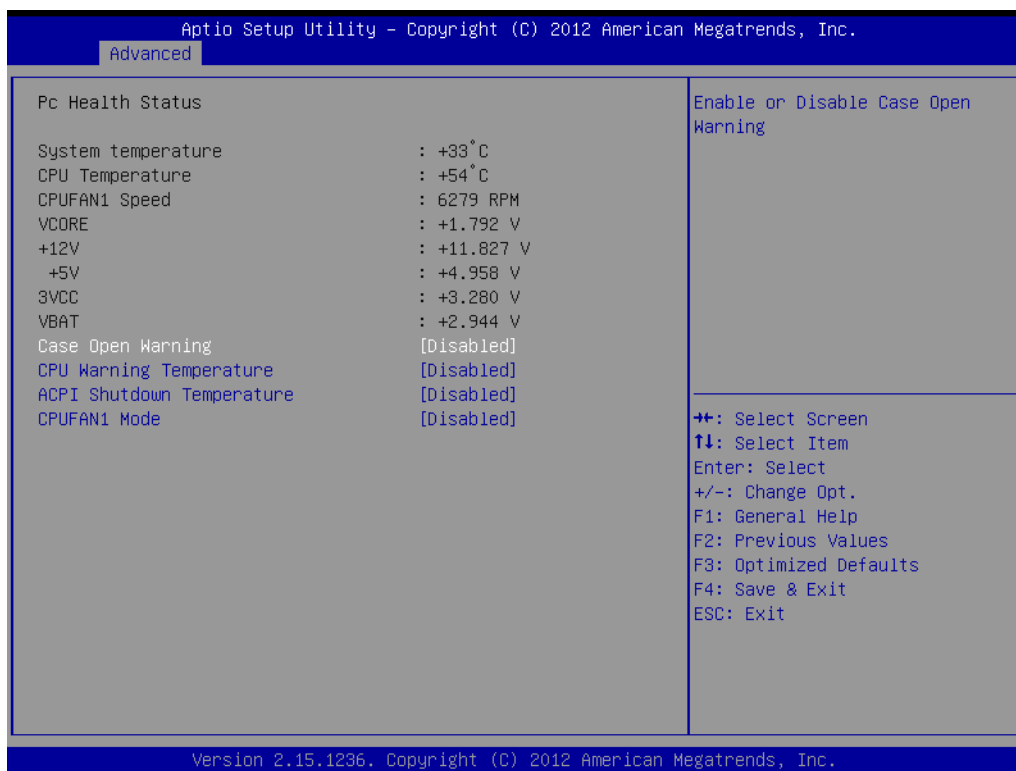 Aptio Setup Utility – Copyright (C) 2012 American Megatrends, Inc.
Advanced
Pc Health Status
System temperature : +33°C
CPU Temperature : +54°C
CPUFAN1 Speed : 6279 RPM
VCORE : +1.792 V
+12V : +11.827 V
+5V : +4.958 V
3VCC : +3.280 V
VBAT : +2.944 V
Case Open Warning [Disabled]
CPU Warning Temperature [Disabled]
ACPI Shutdown Temperature [Disabled]
CPUFAN1 Mode [Disabled]
Enable or Disable Case Open
Warning
→←: Select Screen
↑↓: Select Item
Enter: Select
+/-: Change Opt.
F1: General Help
F2: Previous Values
F3: Optimized Defaults
F4: Save & Exit
ESC: Exit
Version 2.15.1236. Copyright (C) 2012 American Megatrends, Inc.